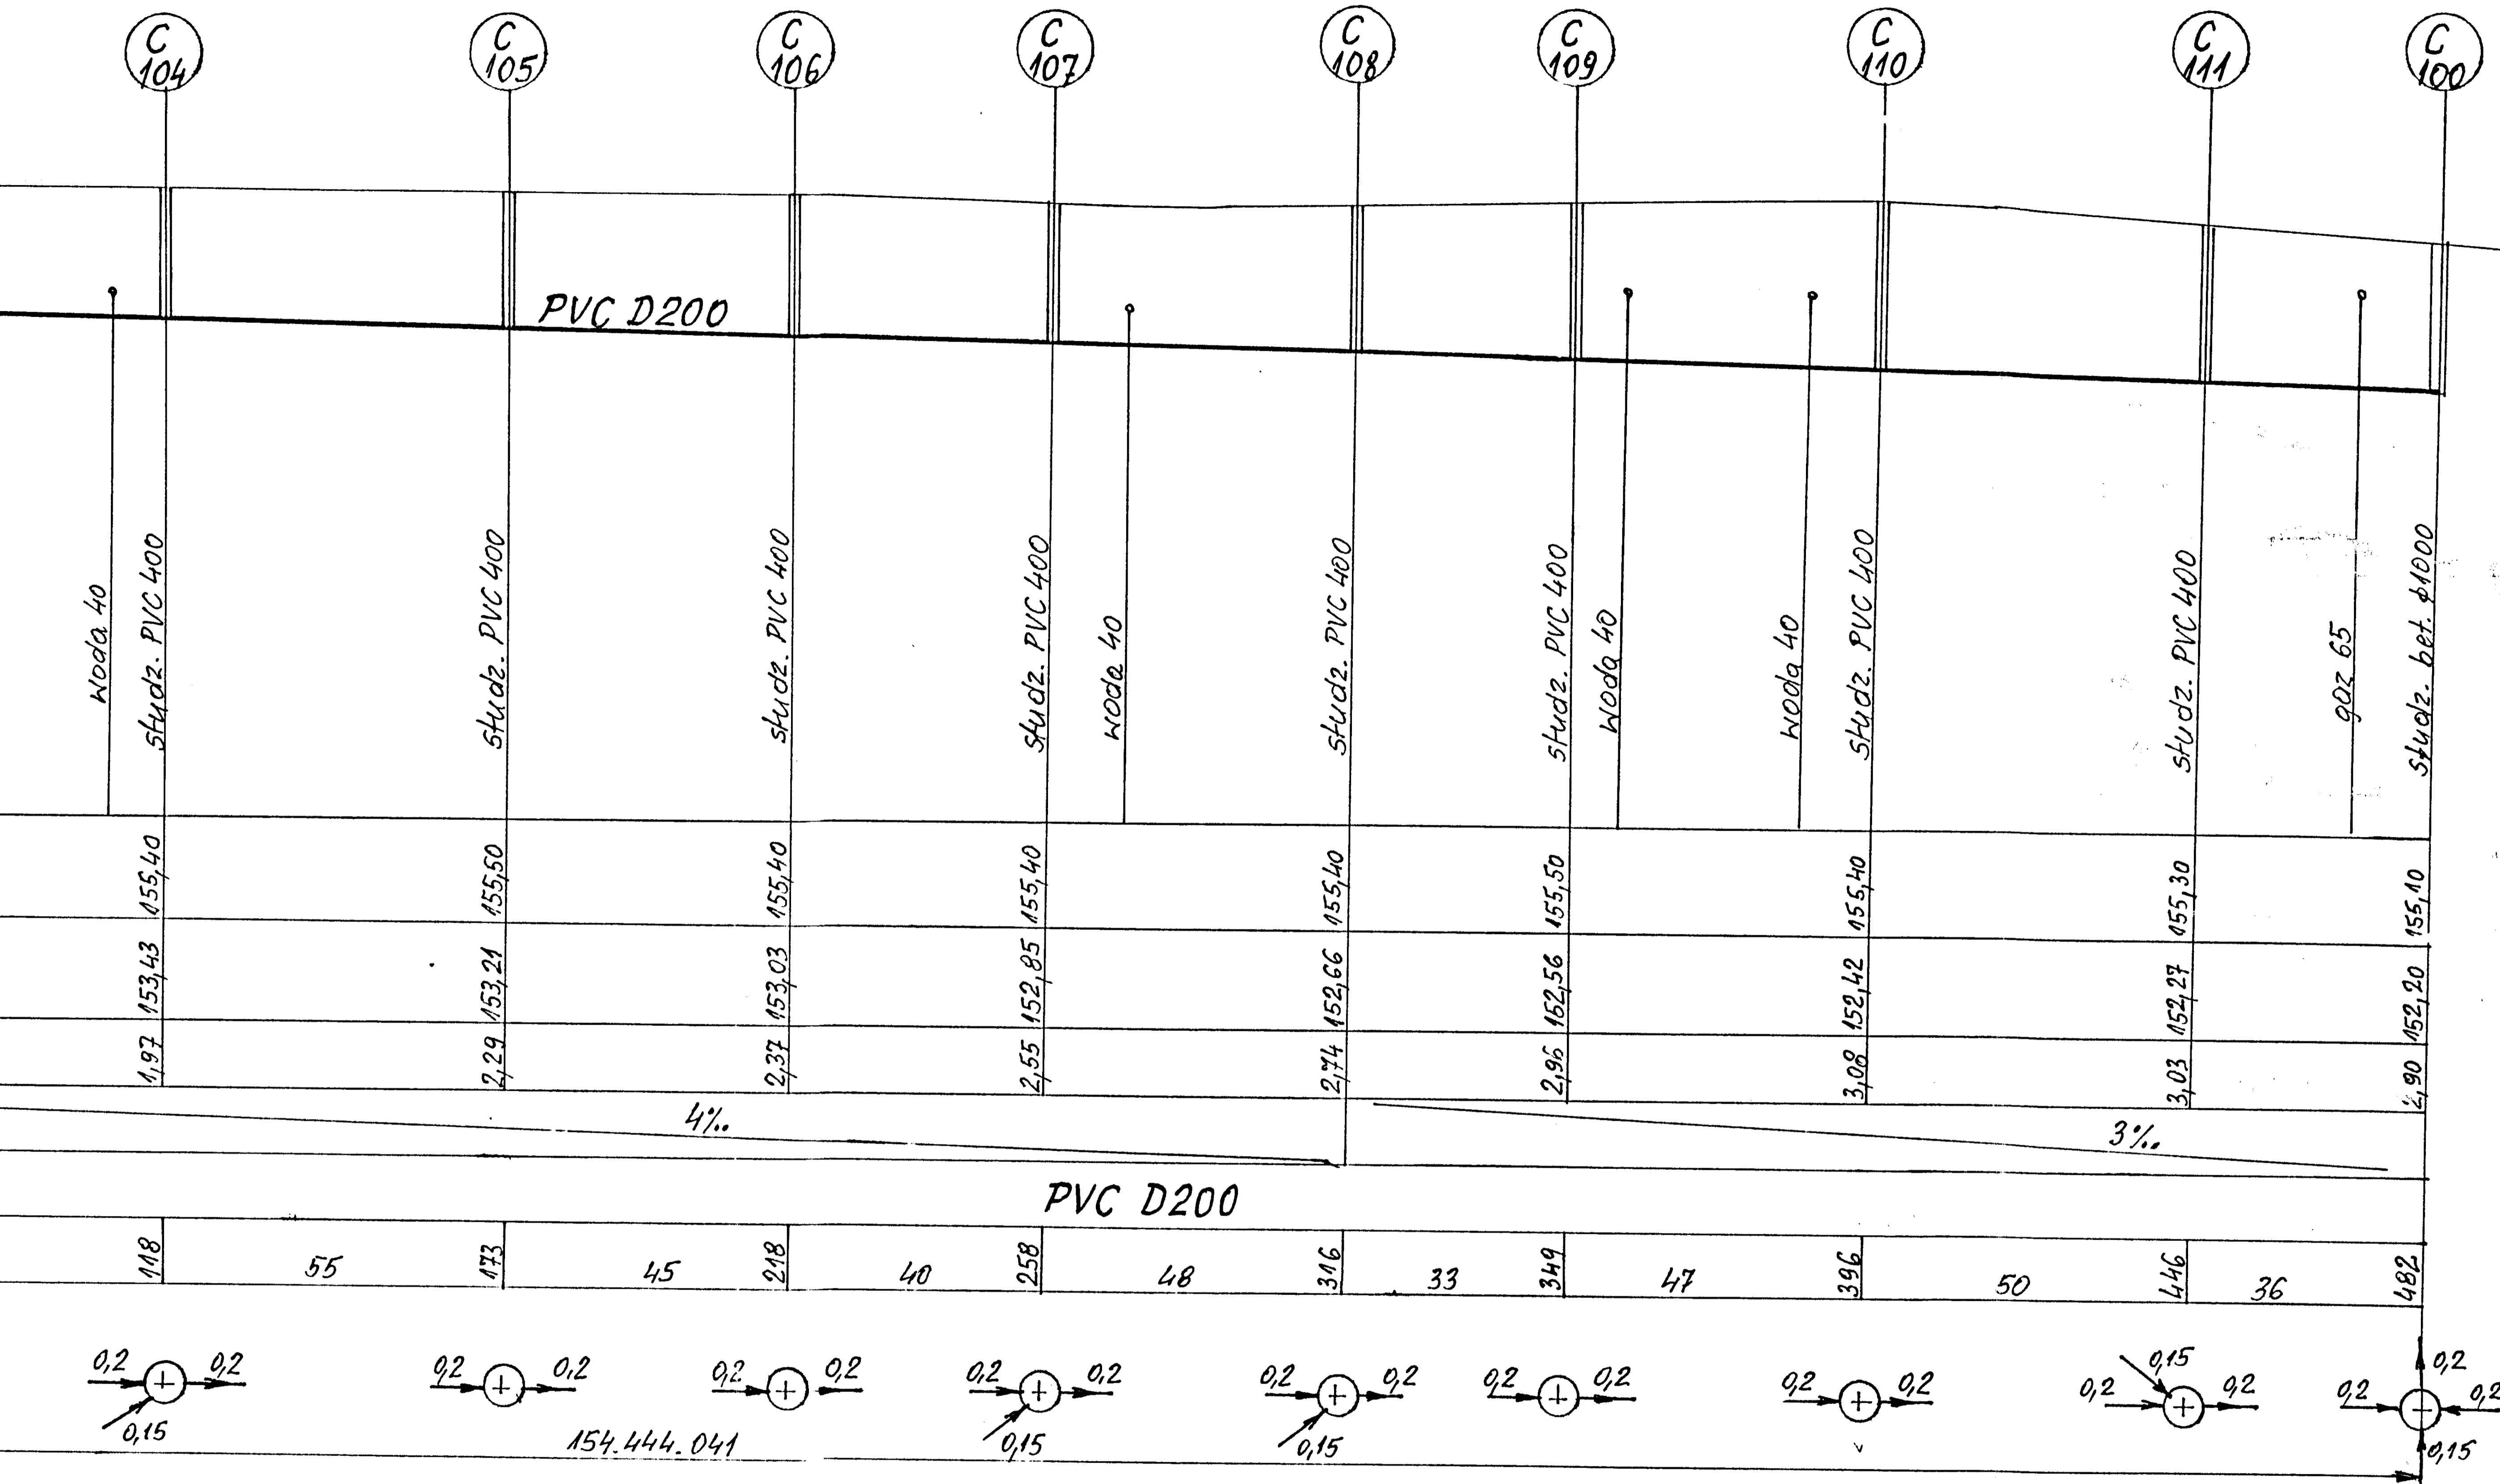 C 104
C 105
C 106
C 107
C 108
C 109
C 110
C 111
C 100
PVC D200
woda 40
studz. PVC 400
studz. PVC 400
studz. PVC 400
studz. PVC 400
woda 40
studz. PVC 400
studz. PVC 400
woda 40
woda 40
studz. PVC 400
studz. PVC 400
gaz 65
studz. bet. ϕ1000
155,40 155,50 155,40 155,40 155,40 155,50 155,40 155,30 155,10
153,43 153,21 153,03 152,85 152,66 152,56 152,42 152,27 152,20
1,97 2,29 2,37 2,55 2,74 2,96 3,08 3,03 2,90
4‰ 3‰
PVC D200
118 55 173 45 218 40 258 48 316 33 349 47 396 50 446 36 482
0,2 0,2 0,2 0,2 0,2 0,2 0,2 0,2 0,2 0,2 0,2 0,2 0,2 0,2 0,15 0,2 0,2 0,2 0,2 0,2
0,15 154.444.041 0,15 0,15 0,15